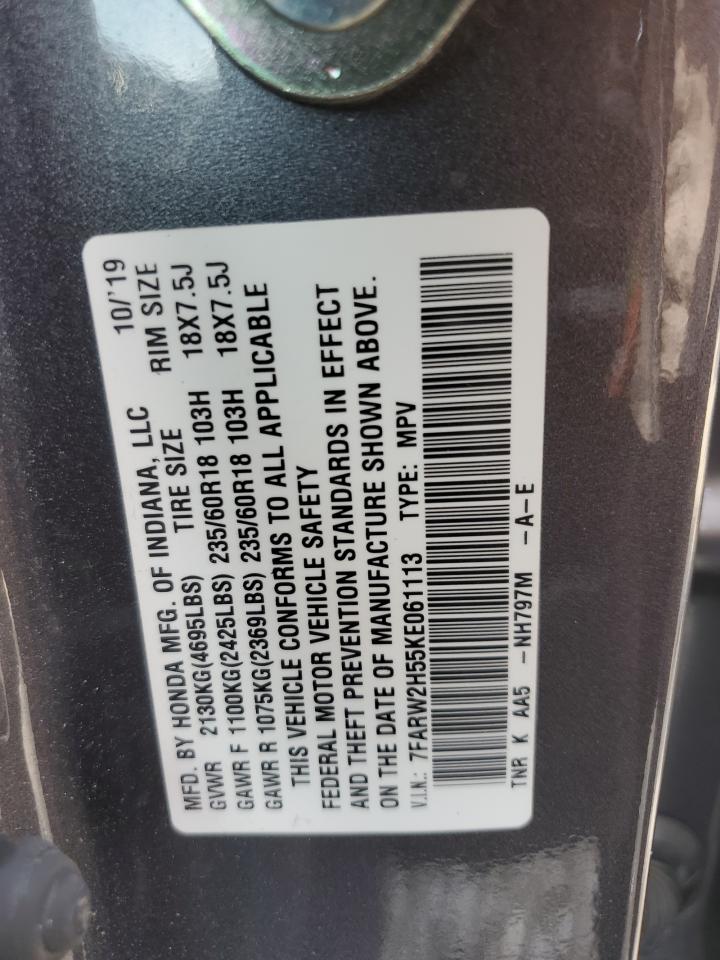 MFD. BY HONDA MFG. OF INDIANA, LLC 10/'19
GVWR 2130KG(4695LBS) TIRE SIZE RIM SIZE
GAWR F 1100KG(2425LBS) 235/60R18 103H 18X7.5J
GAWR R 1075KG(2369LBS) 235/60R18 103H 18X7.5J
THIS VEHICLE CONFORMS TO ALL APPLICABLE
FEDERAL MOTOR VEHICLE SAFETY
AND THEFT PREVENTION STANDARDS IN EFFECT
ON THE DATE OF MANUFACTURE SHOWN ABOVE.
V.I.N.: 7FARW2H55KE061113 TYPE: MPV
TNR K AA5 -NH797M -A-E